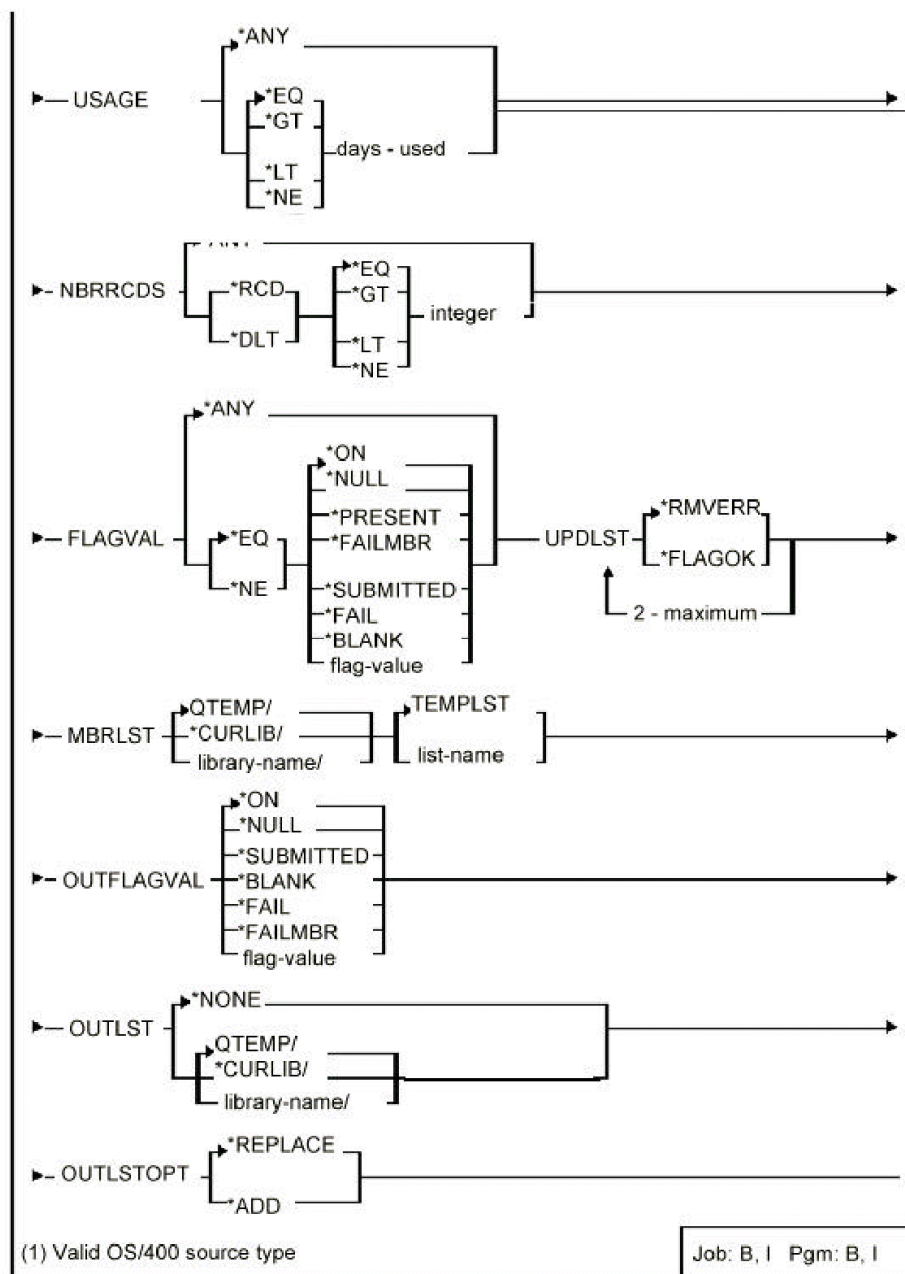 *ANY
USAGE
*EQ
*GT
days - used
*LT
*NE
*ANY
NBRRCDS
*RCD
*DLT
*EQ
*GT
integer
*LT
*NE
*ANY
FLAGVAL
*EQ
*NE
*ON
*NULL
*PRESENT
*FAILMBR
*SUBMITTED
*FAIL
*BLANK
flag-value
UPDLST
*RMVERR
*FLAGOK
2 - maximum
MBRLST
QTEMP/
*CURLIB/
library-name/
TEMPLST
list-name
OUTFLAGVAL
*ON
*NULL
*SUBMITTED
*BLANK
*FAIL
*FAILMBR
flag-value
OUTLST
*NONE
QTEMP/
*CURLIB/
library-name/
OUTLSTOPT
*REPLACE
*ADD
(1) Valid OS/400 source type
Job: B, I Pgm: B, I